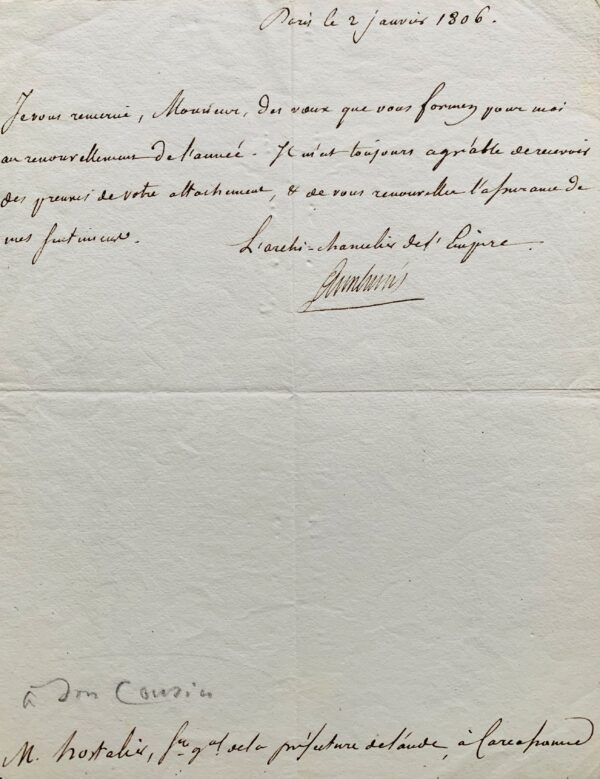 Paris le 2 janvier 1806.
Je vous remercie, Monsieur, des vœux que vous formez pour moi
au renouvellement de l'année. Il m'est toujours agréable de recevoir
des preuves de votre attachement, & de vous renouveller l'assurance de
mes sentimens.
L'archi-chancelier de l'Empire.
Cambacérès
à son Cousin
M. hortalis, Sre. gal. de la préfecture de l'aude, à Carcassonne